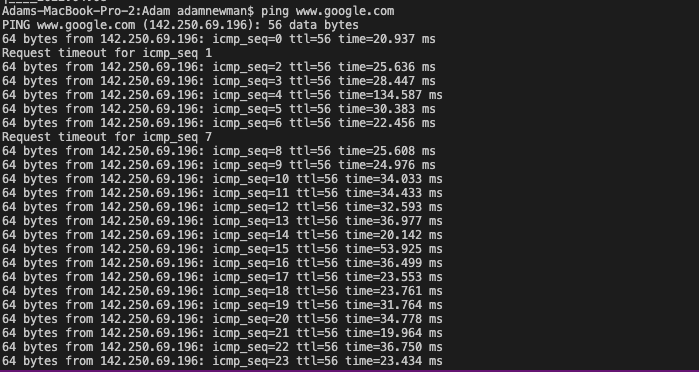 Adams-MacBook-Pro-2:Adam adamnewman$ ping www.google.com
PING www.google.com (142.250.69.196): 56 data bytes
64 bytes from 142.250.69.196: icmp_seq=0 ttl=56 time=20.937 ms
Request timeout for icmp_seq 1
64 bytes from 142.250.69.196: icmp_seq=2 ttl=56 time=25.636 ms
64 bytes from 142.250.69.196: icmp_seq=3 ttl=56 time=28.447 ms
64 bytes from 142.250.69.196: icmp_seq=4 ttl=56 time=134.587 ms
64 bytes from 142.250.69.196: icmp_seq=5 ttl=56 time=30.383 ms
64 bytes from 142.250.69.196: icmp_seq=6 ttl=56 time=22.456 ms
Request timeout for icmp_seq 7
64 bytes from 142.250.69.196: icmp_seq=8 ttl=56 time=25.608 ms
64 bytes from 142.250.69.196: icmp_seq=9 ttl=56 time=24.976 ms
64 bytes from 142.250.69.196: icmp_seq=10 ttl=56 time=34.033 ms
64 bytes from 142.250.69.196: icmp_seq=11 ttl=56 time=34.433 ms
64 bytes from 142.250.69.196: icmp_seq=12 ttl=56 time=32.593 ms
64 bytes from 142.250.69.196: icmp_seq=13 ttl=56 time=36.977 ms
64 bytes from 142.250.69.196: icmp_seq=14 ttl=56 time=20.142 ms
64 bytes from 142.250.69.196: icmp_seq=15 ttl=56 time=53.925 ms
64 bytes from 142.250.69.196: icmp_seq=16 ttl=56 time=36.499 ms
64 bytes from 142.250.69.196: icmp_seq=17 ttl=56 time=23.553 ms
64 bytes from 142.250.69.196: icmp_seq=18 ttl=56 time=23.761 ms
64 bytes from 142.250.69.196: icmp_seq=19 ttl=56 time=31.764 ms
64 bytes from 142.250.69.196: icmp_seq=20 ttl=56 time=34.778 ms
64 bytes from 142.250.69.196: icmp_seq=21 ttl=56 time=19.964 ms
64 bytes from 142.250.69.196: icmp_seq=22 ttl=56 time=36.750 ms
64 bytes from 142.250.69.196: icmp_seq=23 ttl=56 time=23.434 ms